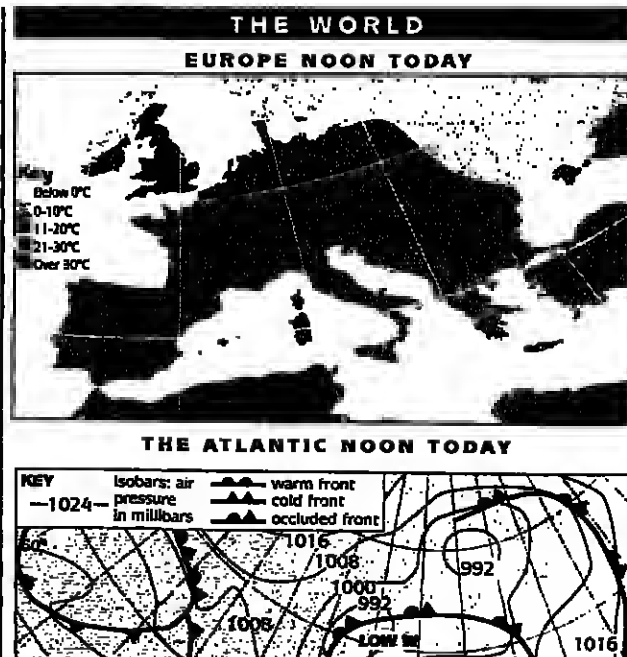 THE WORLD
EUROPE NOON TODAY
Key
Below 0°C
0-10°C
11-20°C
21-30°C
Over 30°C
THE ATLANTIC NOON TODAY
KEY
Isobars: air
pressure
in millibars
—1024—
warm front
cold front
occluded front
1016
1008
1000
992
992
1008
LOW
1016